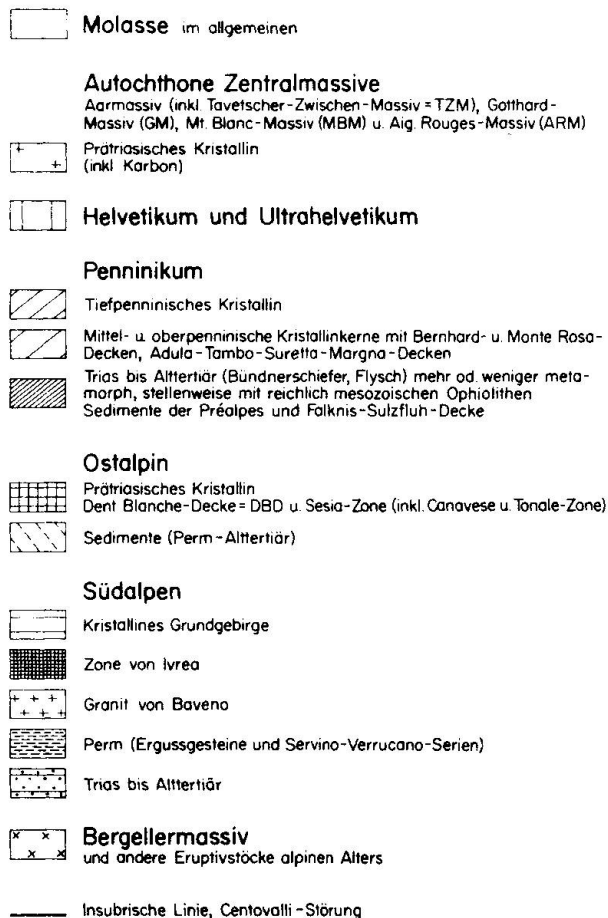 Molasse im allgemeinen
Autochthone Zentralmassive
Aarmassiv (inkl. Tavetscher-Zwischen-Massiv = TZM), Gotthard-
Massiv (GM), Mt. Blanc-Massiv (MBM) u. Aig. Rouges-Massiv (ARM)
Prätriasisches Kristallin
(inkl Karbon)
Helvetikum und Ultrahelvetikum
Penninikum
Tiefpenninisches Kristallin
Mittel- u. oberpenninische Kristallinkerne mit Bernhard- u. Monte Rosa-
Decken, Adula-Tambo-Suretta-Margna-Decken
Trias bis Alttertiär (Bündnerschiefer, Flysch) mehr od. weniger meta-
morph, stellenweise mit reichlich mesozoischen Ophiolithen
Sedimente der Préalpes und Falknis-Sulzfluh-Decke
Ostalpin
Prätriasisches Kristallin
Dent Blanche-Decke = DBD u. Sesia-Zone (inkl. Canavese u. Tonale-Zone)
Sedimente (Perm-Alttertiär)
Südalpen
Kristallines Grundgebirge
Zone von Ivrea
Granit von Baveno
Perm (Ergussgesteine und Servino-Verrucano-Serien)
Trias bis Alttertiär
Bergellermassiv
und andere Eruptivstöcke alpinen Alters
Insubrische Linie, Centovalli-Störung